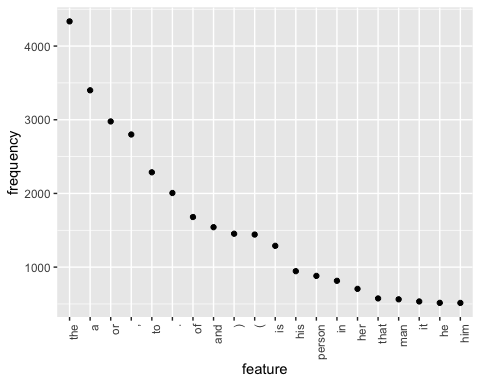 frequency
4000
3000
2000
1000
the
a
or
,
to
.
of
and
)
(
is
his
person
in
her
that
man
it
he
him
feature